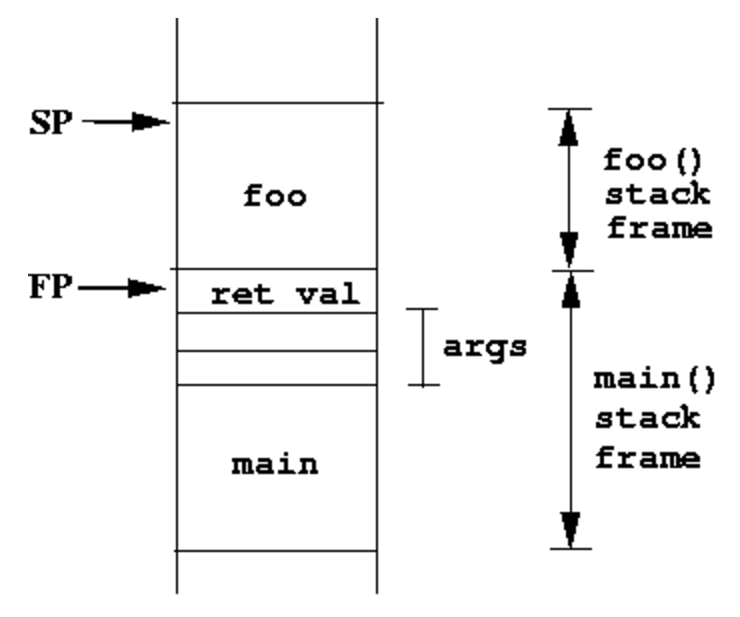 SP
foo
foo()
stack
frame
FP
ret val
args
main
main()
stack
frame